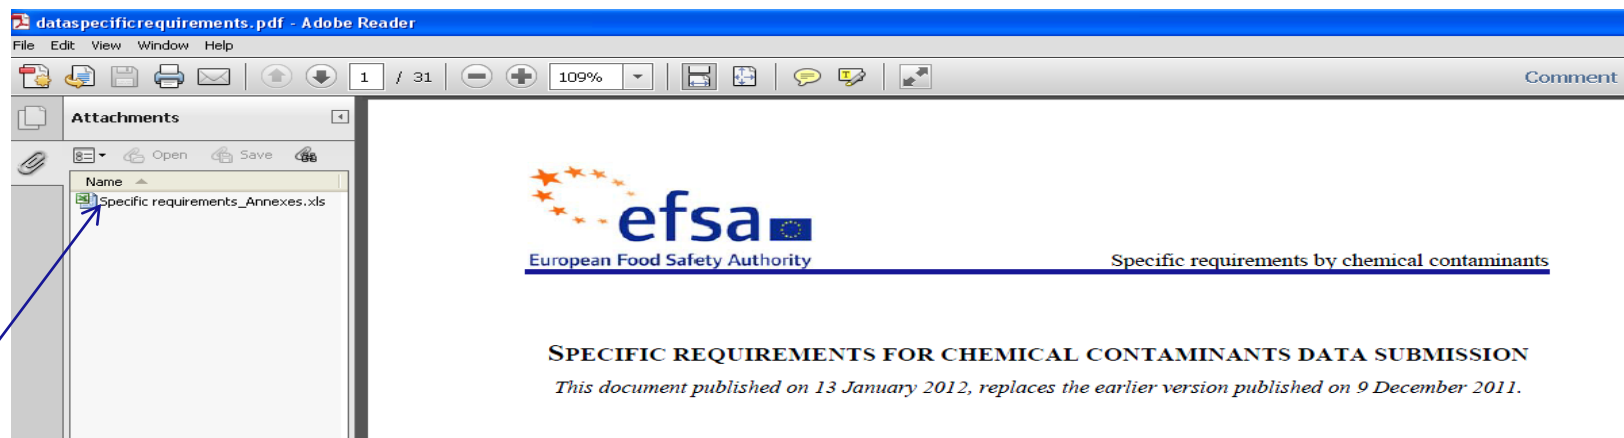 dataspecificrequirements.pdf - Adobe Reader
File Edit View Window Help
1 / 31 109% Comment
Attachments
Open Save
Name
Specific requirements_Annexes.xls
efsa
European Food Safety Authority
Specific requirements by chemical contaminants
SPECIFIC REQUIREMENTS FOR CHEMICAL CONTAMINANTS DATA SUBMISSION
This document published on 13 January 2012, replaces the earlier version published on 9 December 2011.